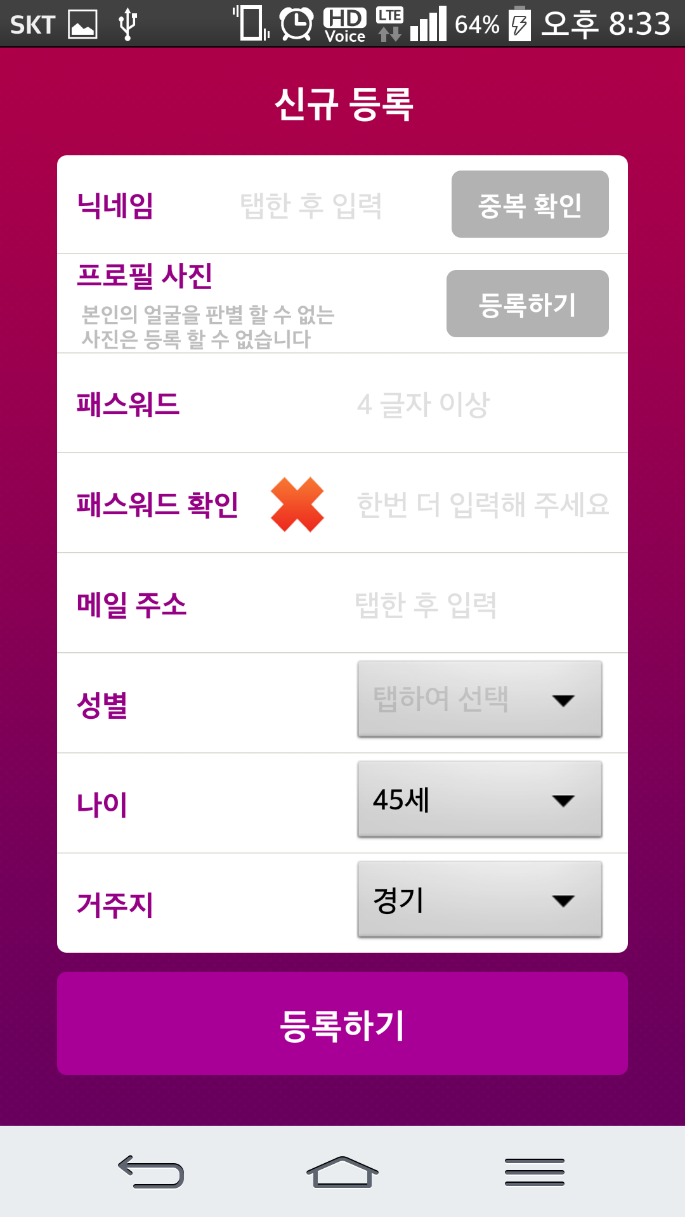 SKT HD Voice LTE 64% 오후 8:33
신규 등록
닉네임 탭한 후 입력 중복 확인
프로필 사진
본인의 얼굴을 판별 할 수 없는
사진은 등록 할 수 없습니다
등록하기
패스워드 4 글자 이상
패스워드 확인 한번 더 입력해 주세요
메일 주소 탭한 후 입력
성별 탭하여 선택
나이 45세
거주지 경기
등록하기